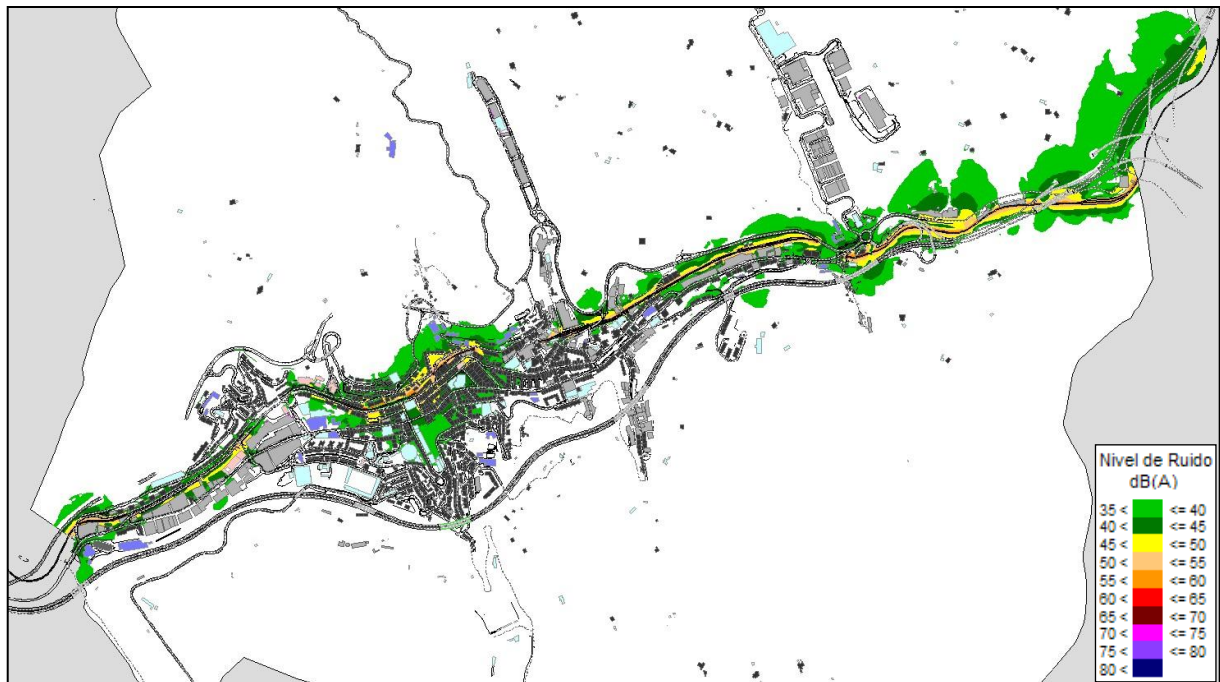 Nivel de Ruido
dB(A)
35 < <= 40
40 < <= 45
45 < <= 50
50 < <= 55
55 < <= 60
60 < <= 65
65 < <= 70
70 < <= 75
75 < <= 80
80 <